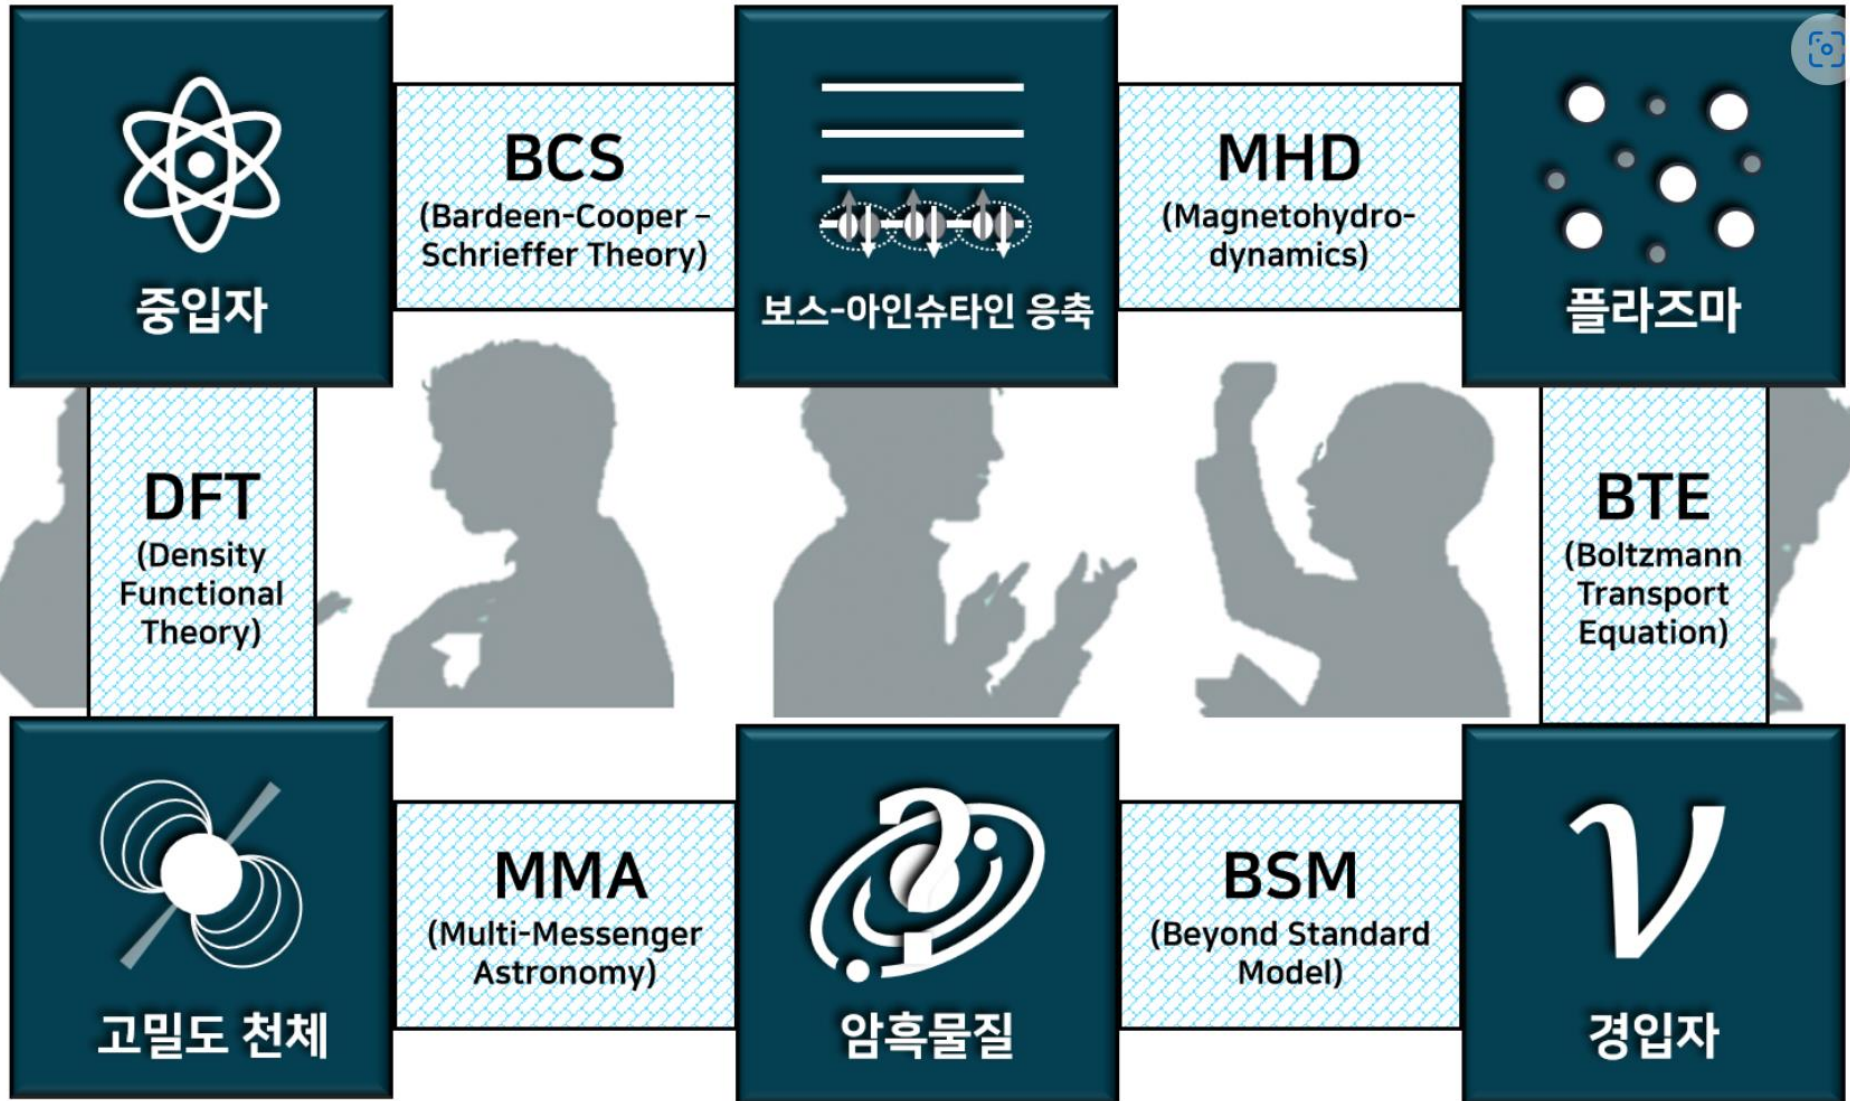 중입자
BCS
(Bardeen-Cooper –
Schrieffer Theory)
보스-아인슈타인 응축
MHD
(Magnetohydro-
dynamics)
플라즈마
DFT
(Density
Functional
Theory)
BTE
(Boltzmann
Transport
Equation)
고밀도 천체
MMA
(Multi-Messenger
Astronomy)
?
암흑물질
BSM
(Beyond Standard
Model)
ν
경입자